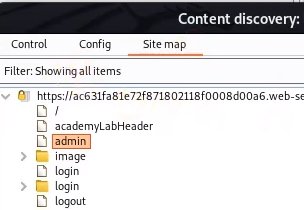 Content discovery:
Control Config Site map
Filter: Showing all items
https://ac631fa81e72f871802118f0008d00a6.web-se
/
academyLabHeader
admin
image
login
login
logout